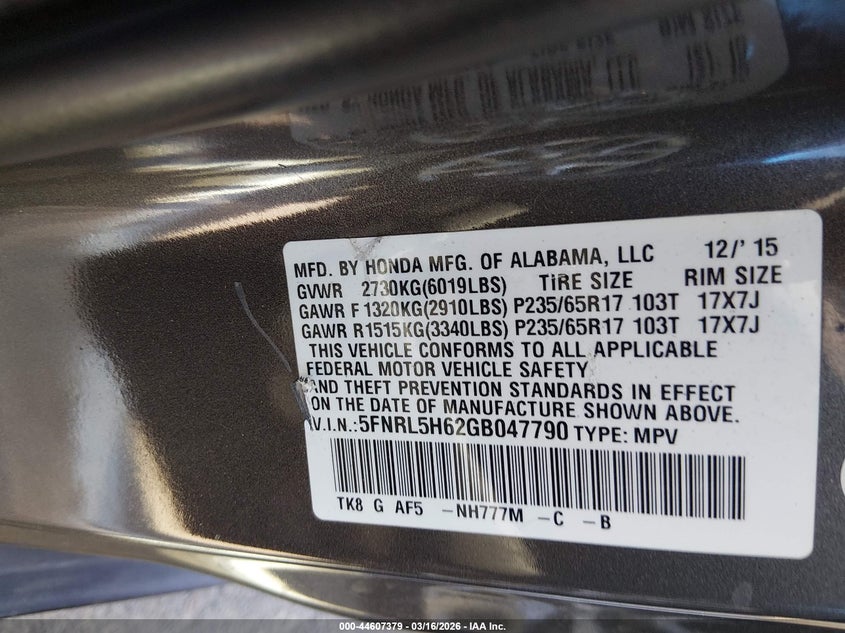 MFD. BY HONDA MFG. OF ALABAMA, LLC 12/'15
GVWR 2730KG(6019LBS) TIRE SIZE RIM SIZE
GAWR F 1320KG(2910LBS) P235/65R17 103T 17X7J
GAWR R1515KG(3340LBS) P235/65R17 103T 17X7J
THIS VEHICLE CONFORMS TO ALL APPLICABLE
FEDERAL MOTOR VEHICLE SAFETY
AND THEFT PREVENTION STANDARDS IN EFFECT
ON THE DATE OF MANUFACTURE SHOWN ABOVE.
V.I.N.:5FNRL5H62GB047790 TYPE: MPV
TK8 G AF5 -NH777M -C -B
000-44607379 - 03/16/2026 - IAA Inc.